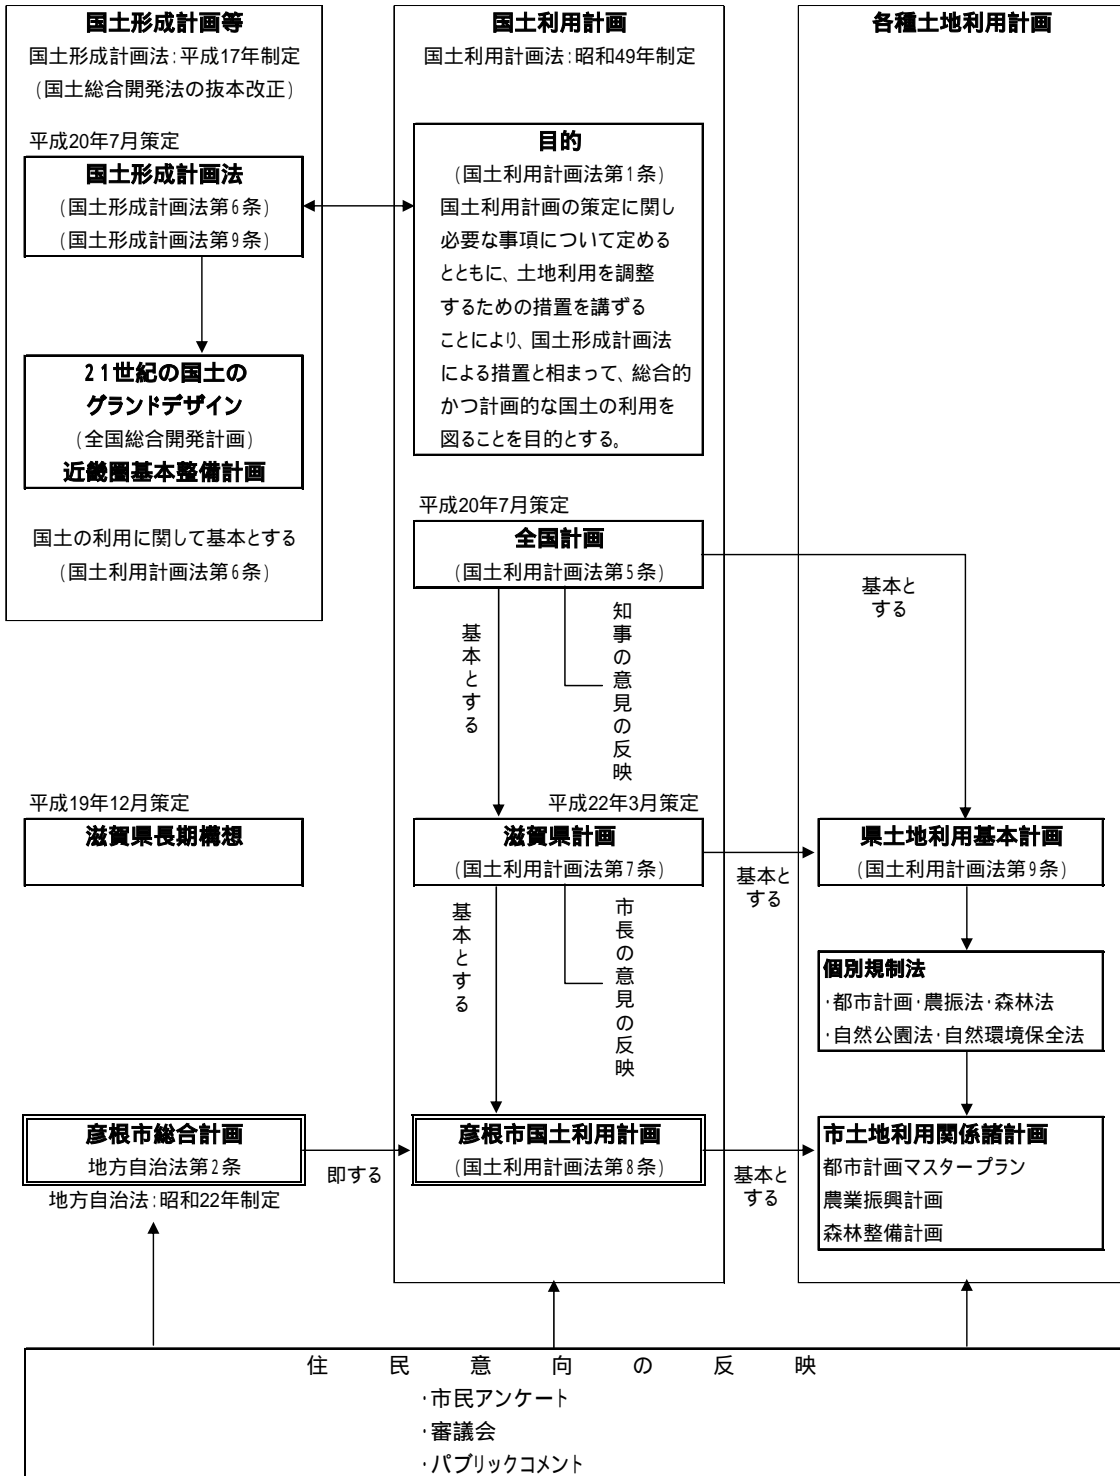 国土形成計画等
国土形成計画法:平成17年制定
(国土総合開発法の抜本改正)
平成20年7月策定
国土形成計画法
(国土形成計画法第6条)
(国土形成計画法第9条)
21世紀の国土の
グランドデザイン
(全国総合開発計画)
近畿圏基本整備計画
国土の利用に関して基本とする
(国土利用計画法第6条)
国土利用計画
国土利用計画法:昭和49年制定
目的
(国土利用計画法第1条)
国土利用計画の策定に関し
必要な事項について定める
とともに、土地利用を調整
するための措置を講ずる
ことにより、国土形成計画法
による措置と相まって、総合的
かつ計画的な国土の利用を
図ることを目的とする。
平成20年7月策定
全国計画
(国土利用計画法第5条)
基本とする
知事の意見の反映
各種土地利用計画
基本と
する
平成19年12月策定
滋賀県長期構想
平成22年3月策定
滋賀県計画
(国土利用計画法第7条)
基本と
する
県土地利用基本計画
(国土利用計画法第9条)
基本とする
市長の意見の反映
個別規制法
・都市計画・農振法・森林法
・自然公園法・自然環境保全法
彦根市総合計画
地方自治法第2条
地方自治法:昭和22年制定
即する
彦根市国土利用計画
(国土利用計画法第8条)
基本と
する
市土地利用関係諸計画
都市計画マスタープラン
農業振興計画
森林整備計画
住民意向の反映
・市民アンケート
・審議会
・パブリックコメント